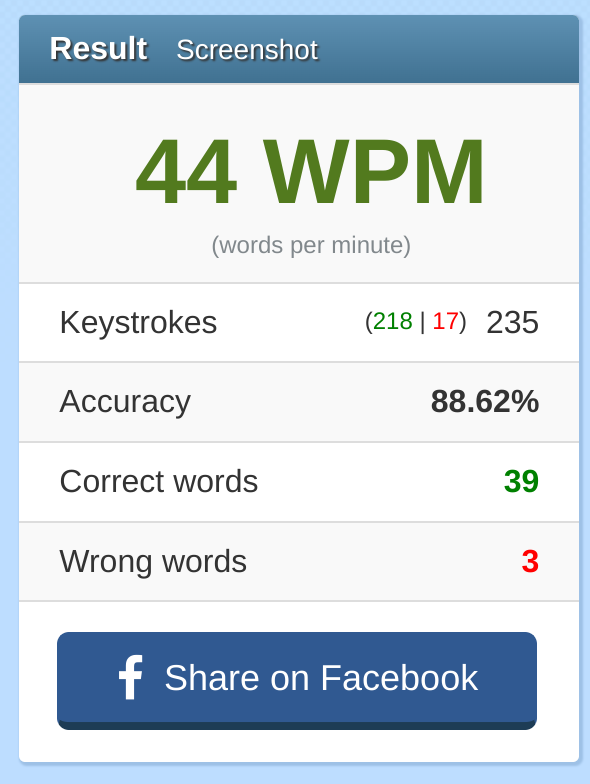 Result Screenshot
44 WPM
(words per minute)
Keystrokes (218 | 17) 235
Accuracy 88.62%
Correct words 39
Wrong words 3
Share on Facebook